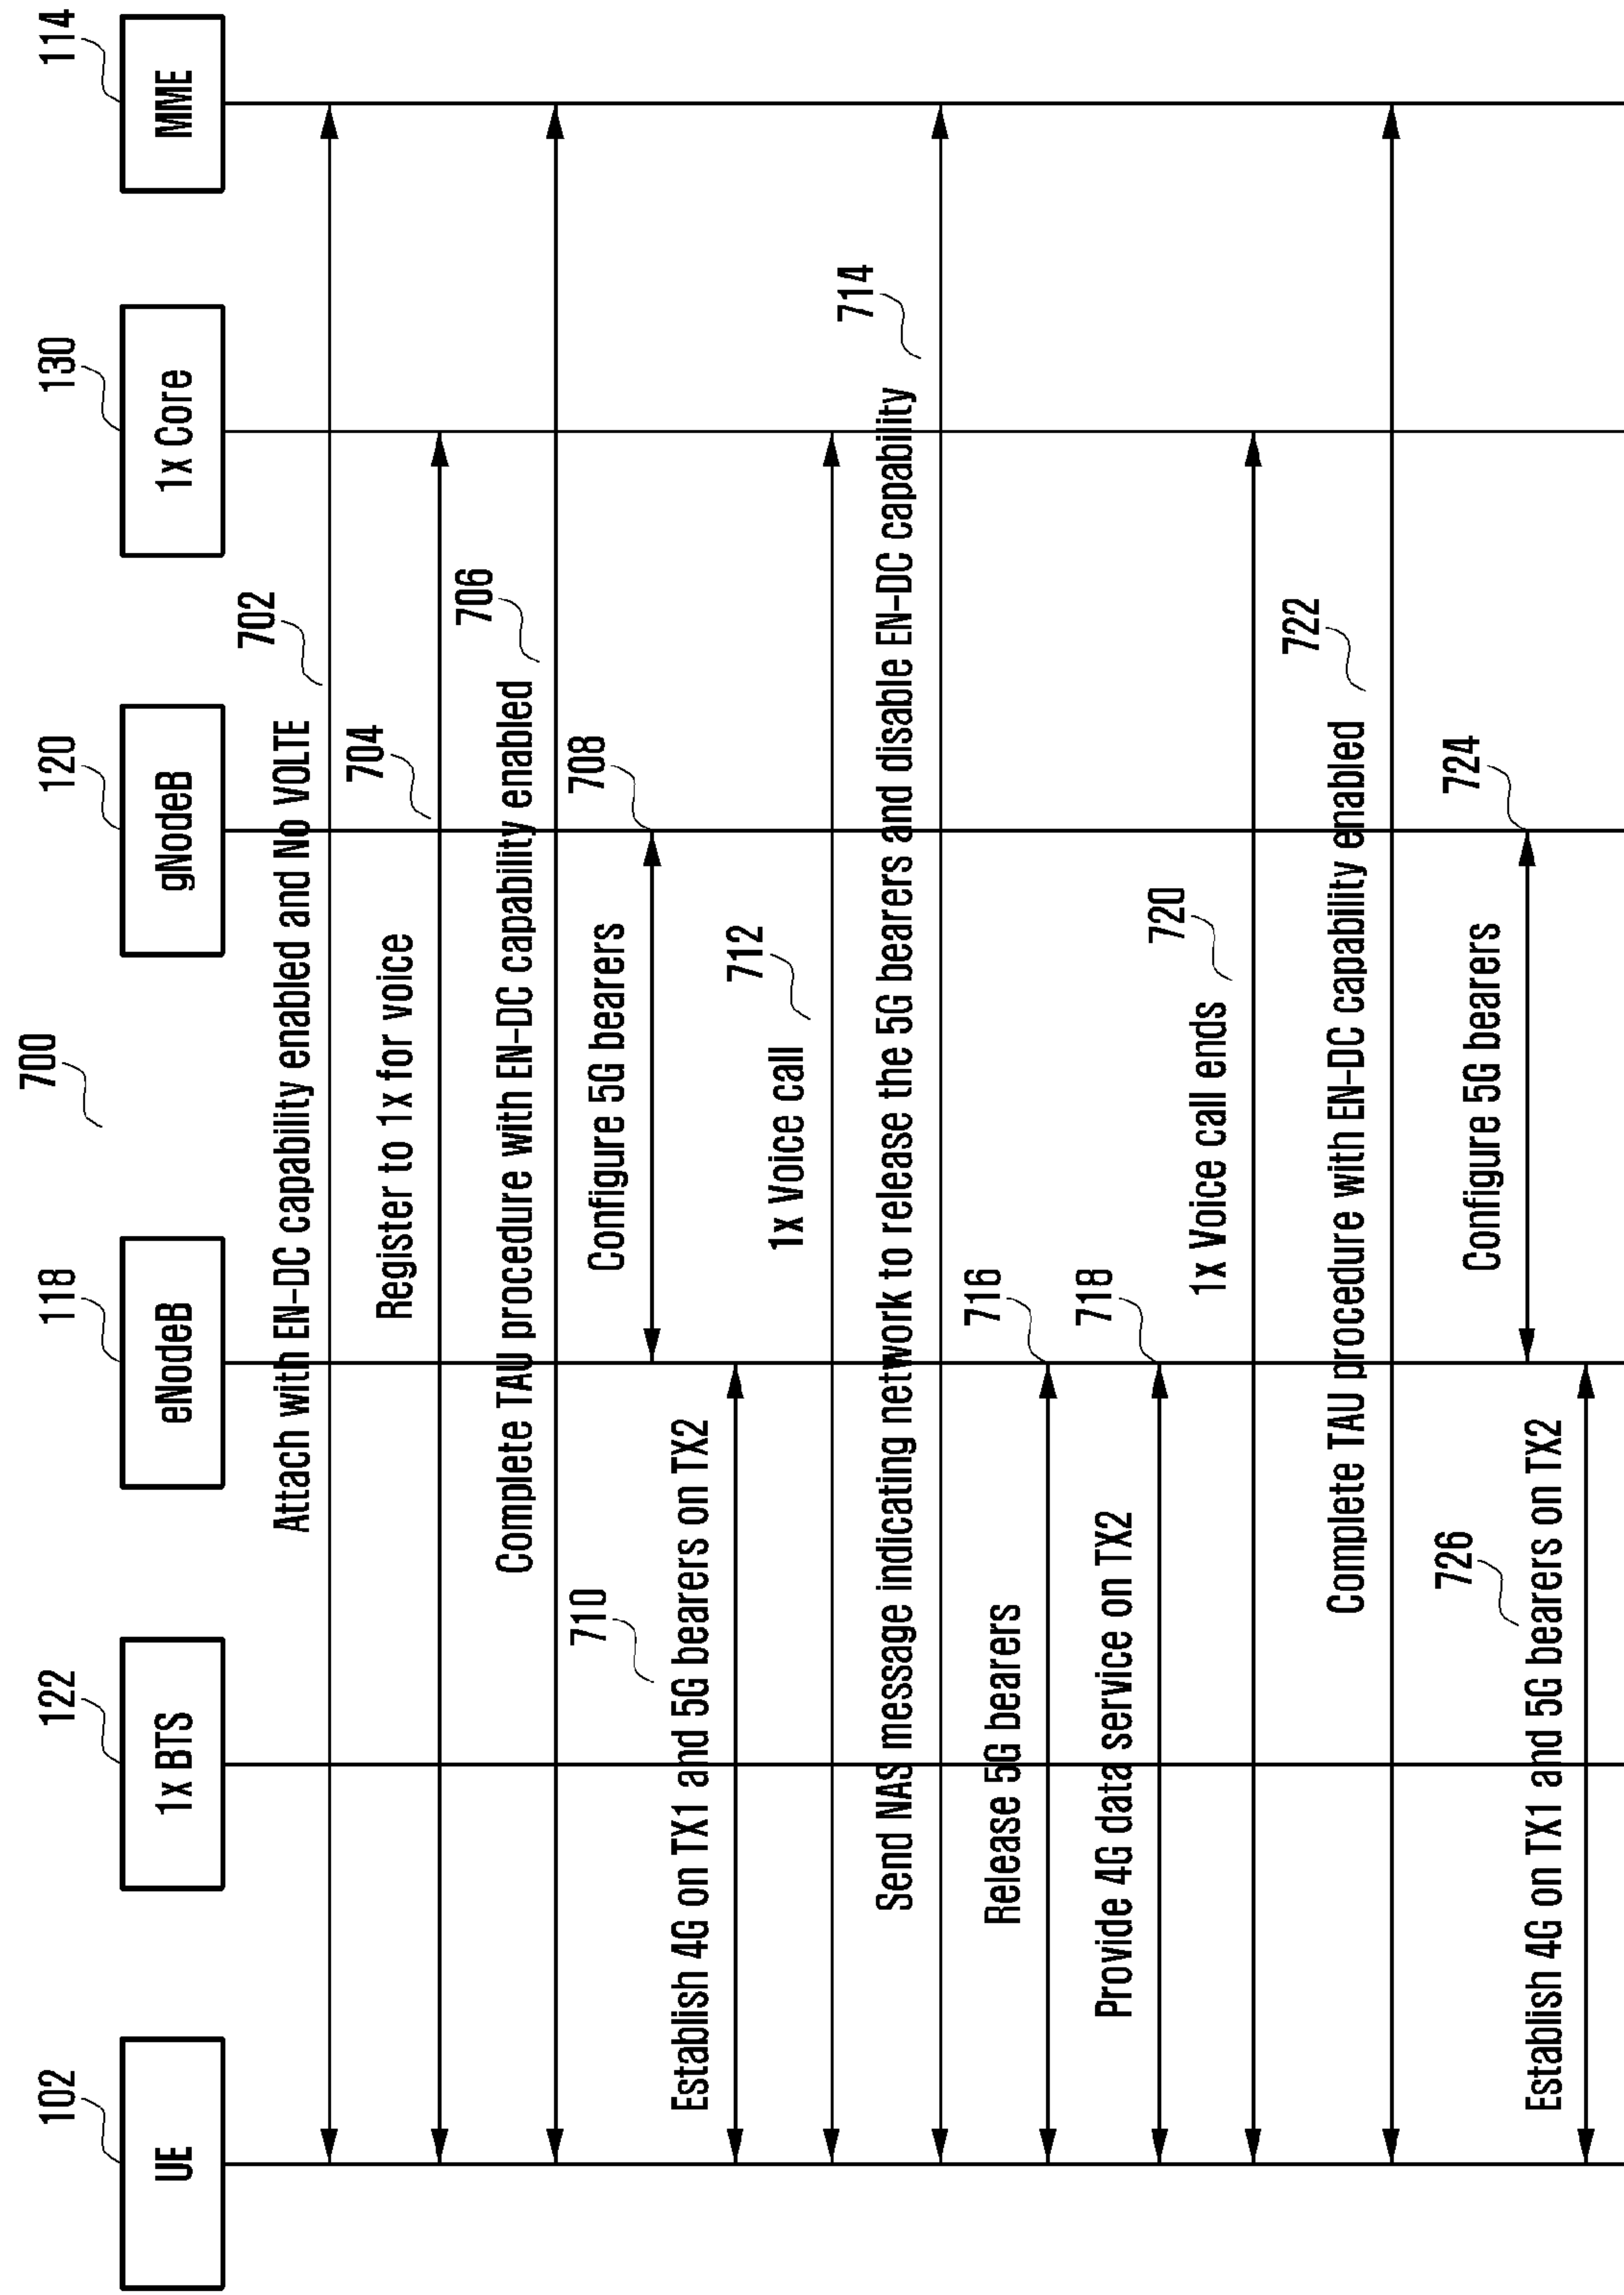 700
102
122
118
120
130
114
UE
1x BTS
eNodeB
gNodeB
1x Core
MME
Attach with EN-DC capability enabled and No VOLTE
702
Register to 1x for voice
704
Complete TAU procedure with EN-DC capability enabled
706
Configure 5G bearers
708
Establish 4G on TX1 and 5G bearers on TX2
710
1x Voice call
712
Send NAS message indicating network to release the 5G bearers and disable EN-DC capability
714
Release 5G bearers
716
Provide 4G data service on TX2
718
1x Voice call ends
720
Complete TAU procedure with EN-DC capability enabled
722
Configure 5G bearers
724
Establish 4G on TX1 and 5G bearers on TX2
726